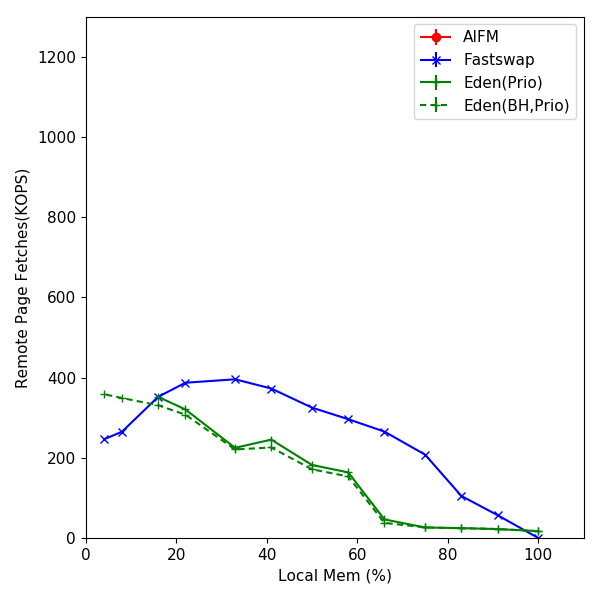 AIFM
Fastswap
Eden(Prio)
Eden(BH,Prio)
1200
1000
800
600
400
200
0
Remote Page Fetches(KOPS)
0 20 40 60 80 100
Local Mem (%)